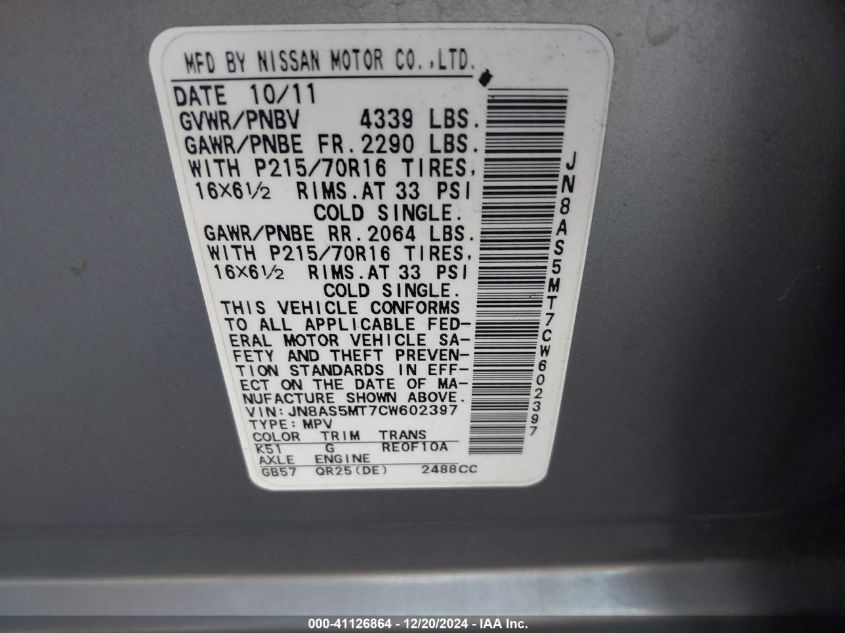 MFD BY NISSAN MOTOR CO.,LTD.
DATE 10/11
GVWR/PNBV 4339 LBS.
GAWR/PNBE FR. 2290 LBS.
WITH P215/70R16 TIRES,
16×6½ RIMS. AT 33 PSI
COLD SINGLE.
GAWR/PNBE RR. 2064 LBS.
WITH P215/70R16 TIRES,
16×6½ RIMS. AT 33 PSI
COLD SINGLE.
THIS VEHICLE CONFORMS
TO ALL APPLICABLE FED-
ERAL MOTOR VEHICLE SA-
FETY AND THEFT PREVEN-
TION STANDARDS IN EFF-
ECT ON THE DATE OF MA-
NUFACTURE SHOWN ABOVE.
VIN: JN8AS5MT7CW602397
TYPE: MPV
COLOR TRIM TRANS
K51 G RE0F10A
AXLE ENGINE
GB57 QR25(DE) 2488CC
JN8AS5MT7CW602397
000-41126864 / 12/20/2024 - IAA Inc.